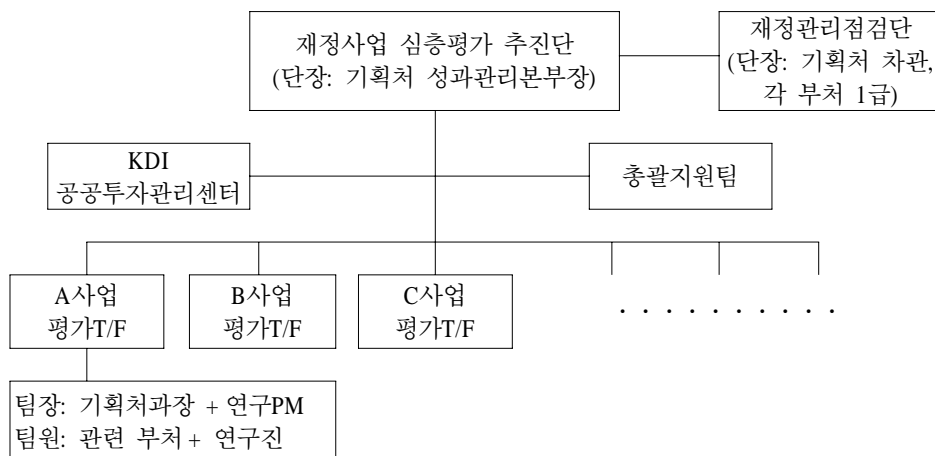 재정사업 심층평가 추진단
(단장: 기획처 성과관리본부장)
재정관리점검단
(단장: 기획처 차관,
각 부처 1급)
KDI
공공투자관리센터
총괄지원팀
A사업
평가T/F
B사업
평가T/F
C사업
평가T/F
. . . . . . . . . .
팀장: 기획처과장 + 연구PM
팀원: 관련 부처 + 연구진